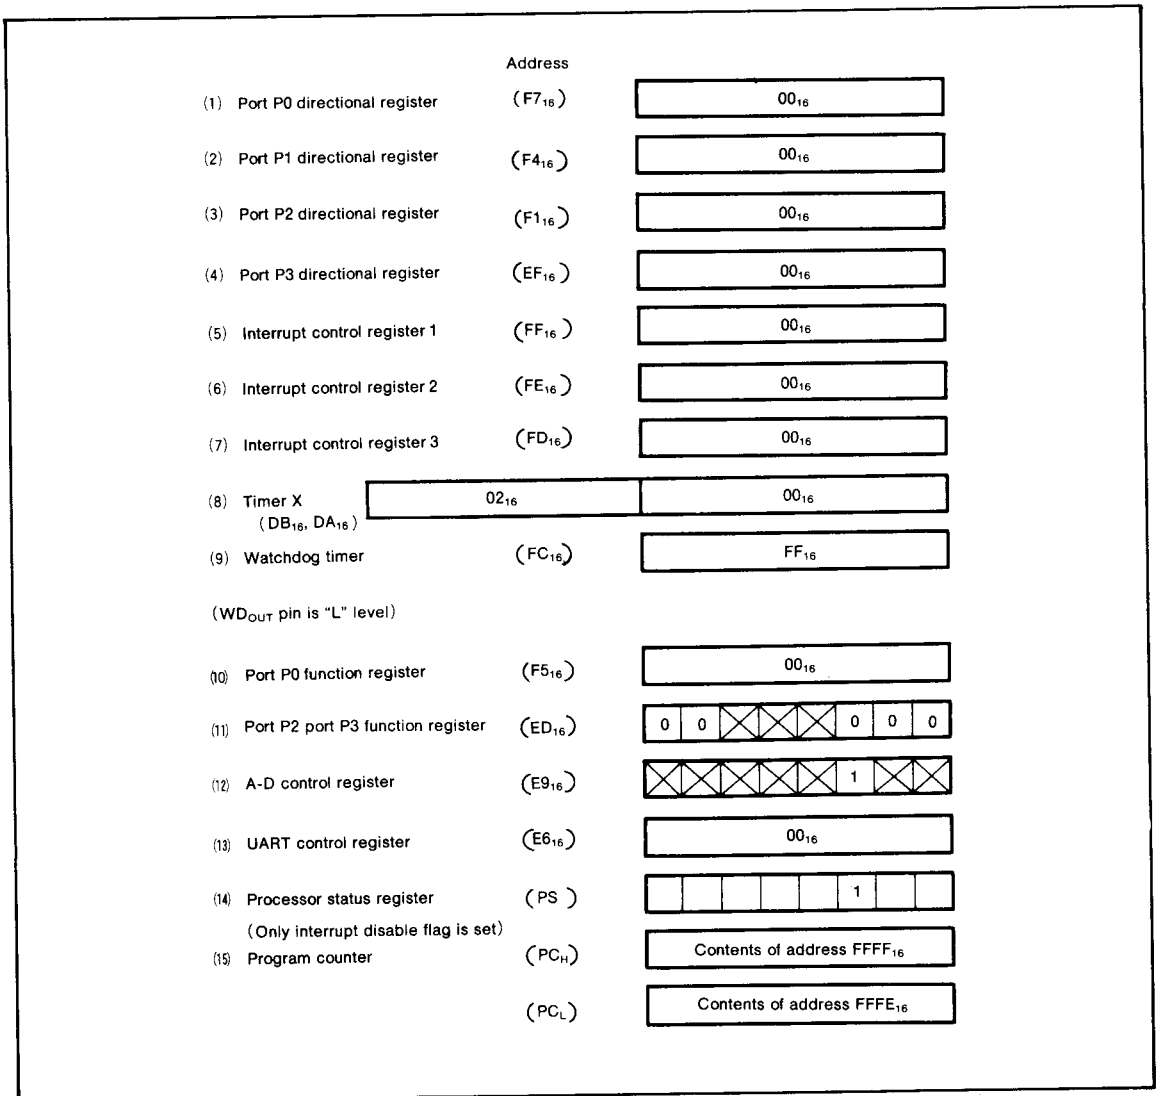 Address
(1) Port P0 directional register (F7₁₆) 00₁₆
(2) Port P1 directional register (F4₁₆) 00₁₆
(3) Port P2 directional register (F1₁₆) 00₁₆
(4) Port P3 directional register (EF₁₆) 00₁₆
(5) Interrupt control register 1 (FF₁₆) 00₁₆
(6) Interrupt control register 2 (FE₁₆) 00₁₆
(7) Interrupt control register 3 (FD₁₆) 00₁₆
(8) Timer X 02₁₆ 00₁₆
(DB₁₆, DA₁₆)
(9) Watchdog timer (FC₁₆) FF₁₆
(WD_OUT pin is “L” level)
(10) Port P0 function register (F5₁₆) 00₁₆
(11) Port P2 port P3 function register (ED₁₆) 0 0 0 0 0
(12) A-D control register (E9₁₆) 1
(13) UART control register (E6₁₆) 00₁₆
(14) Processor status register (PS ) 1
(Only interrupt disable flag is set)
(15) Program counter (PC_H) Contents of address FFFF₁₆
(PC_L) Contents of address FFFE₁₆